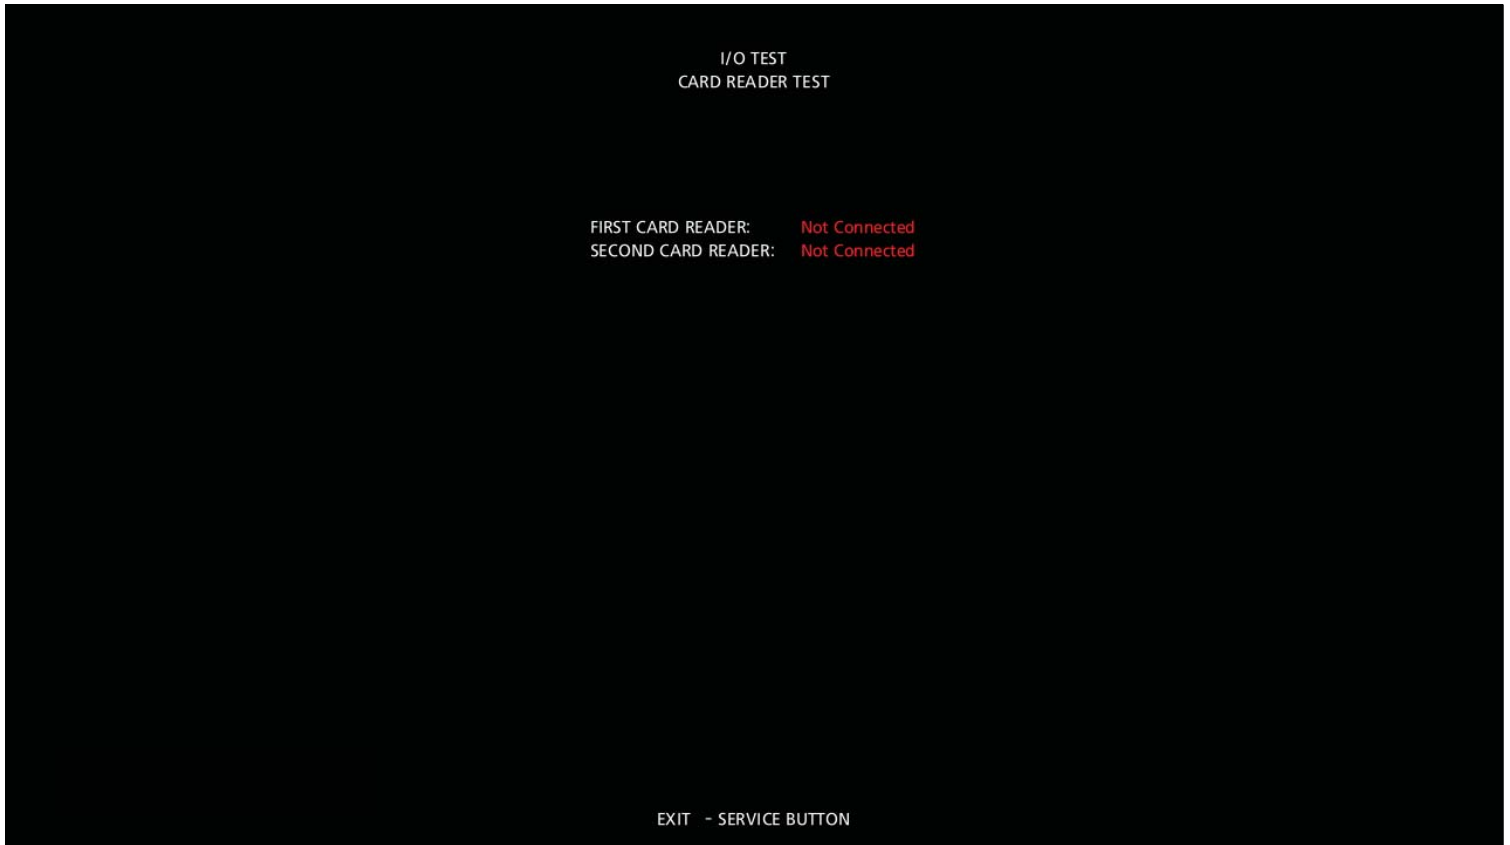 I/O TEST
CARD READER TEST
FIRST CARD READER: Not Connected
SECOND CARD READER: Not Connected
EXIT - SERVICE BUTTON